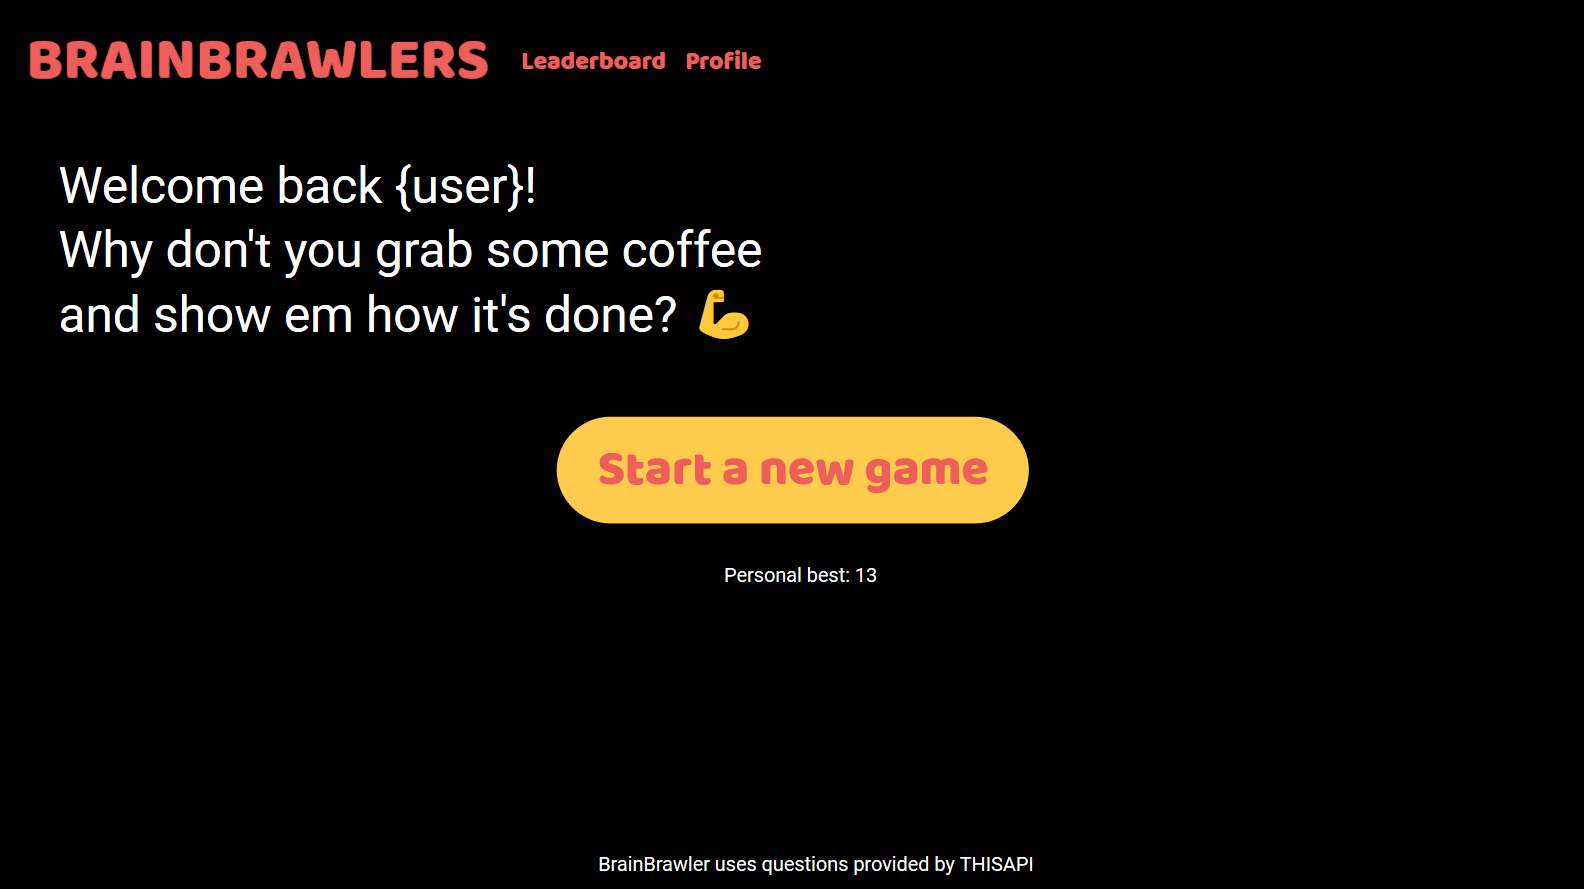 BRAINBRAWLERS Leaderboard Profile
Welcome back {user}!
Why don't you grab some coffee
and show em how it's done? 💪
Start a new game
Personal best: 13
BrainBrawler uses questions provided by THISAPI